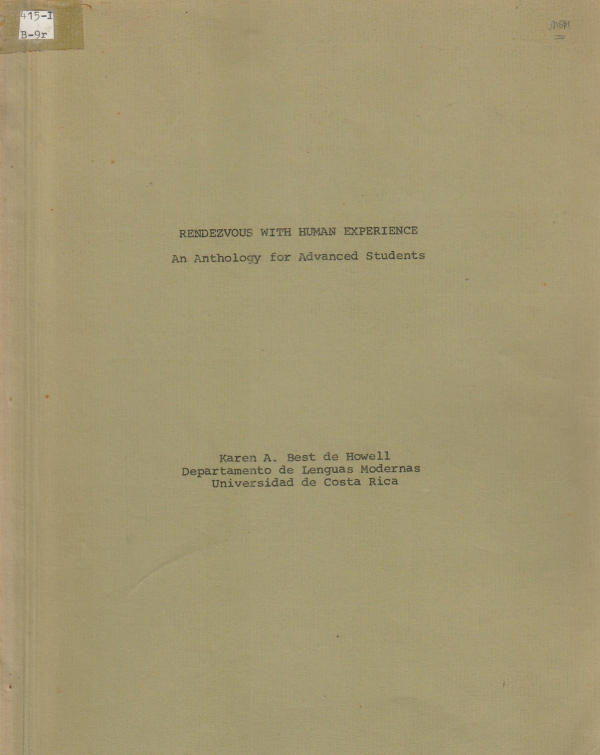 415-I
B-9r
RENDEZVOUS WITH HUMAN EXPERIENCE
An Anthology for Advanced Students
Karen A. Best de Howell
Departamento de Lenguas Modernas
Universidad de Costa Rica